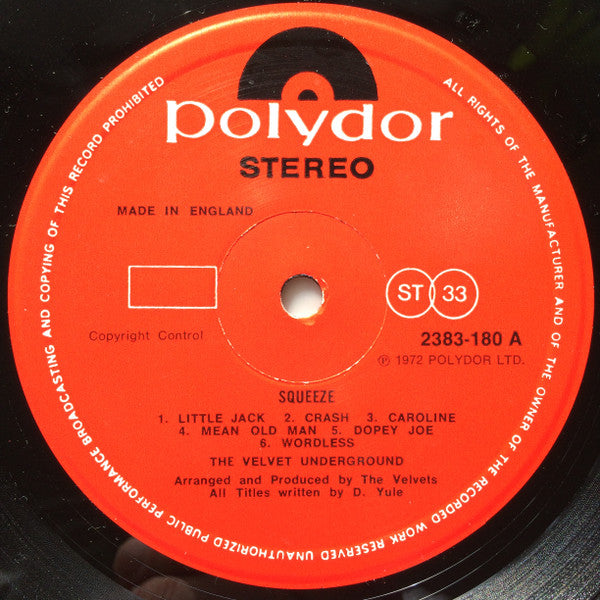 polydor
STEREO
MADE IN ENGLAND
ST 33
Copyright Control
2383-180 A
℗ 1972 POLYDOR LTD.
SQUEEZE
1. LITTLE JACK 2. CRASH 3. CAROLINE
4. MEAN OLD MAN 5. DOPEY JOE
6. WORDLESS
THE VELVET UNDERGROUND
Arranged and Produced by The Velvets
All Titles written by D. Yule
ALL RIGHTS OF THE MANUFACTURER AND OF THE OWNER OF THE RECORDED WORK RESERVED UNAUTHORIZED PUBLIC PERFORMANCE BROADCASTING AND COPYING OF THIS RECORD PROHIBITED